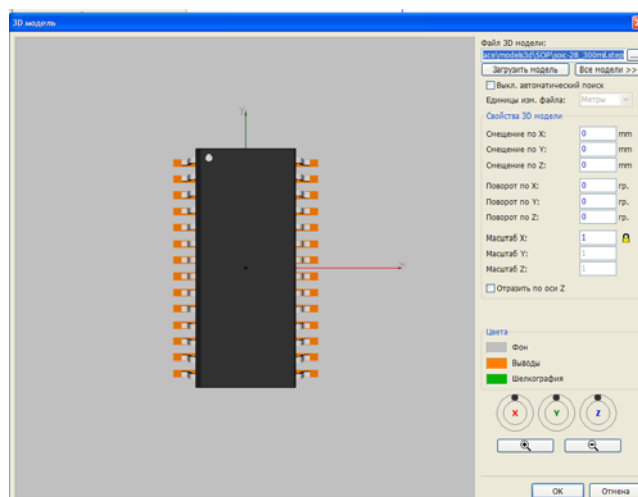 3D модель
Файл 3D модели:
ace\models3d\SOP\soic-28_300mil.step ...
Загрузить модель Все модели >>
Выкл. автоматический поиск
Единицы изм. файла: Метры
Свойства 3D модели
Смещение по X: 0 mm
Смещение по Y: 0 mm
Смещение по Z: 0 mm
Поворот по X: 0 гр.
Поворот по Y: 0 гр.
Поворот по Z: 0 гр.
Масштаб X: 1
Масштаб Y: 1
Масштаб Z: 1
Отразить по оси Z
Цвета
Фон
Выводы
Шелкография
X Y Z
OK Отмена
Y
X